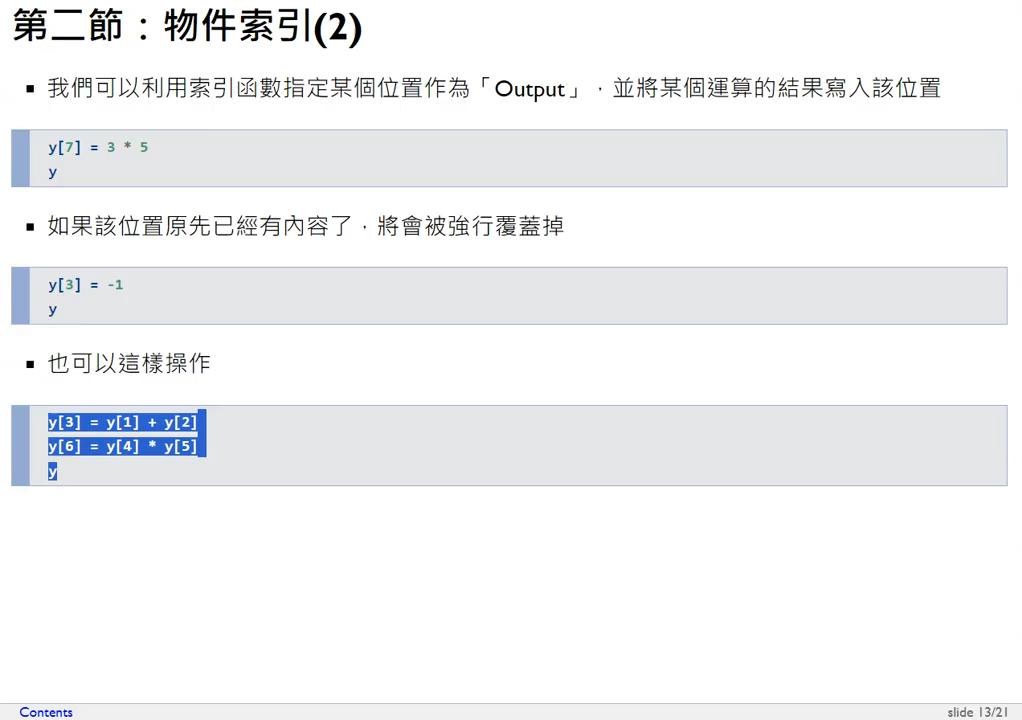 第二節：物件索引(2)
我們可以利用索引函數指定某個位置作為「Output」，並將某個運算的結果寫入該位置
y[7] = 3 * 5
y
如果該位置原先已經有內容了，將會被強行覆蓋掉
y[3] = -1
y
也可以這樣操作
y[3] = y[1] + y[2]
y[6] = y[4] * y[5]
y
Contents
slide 13/21